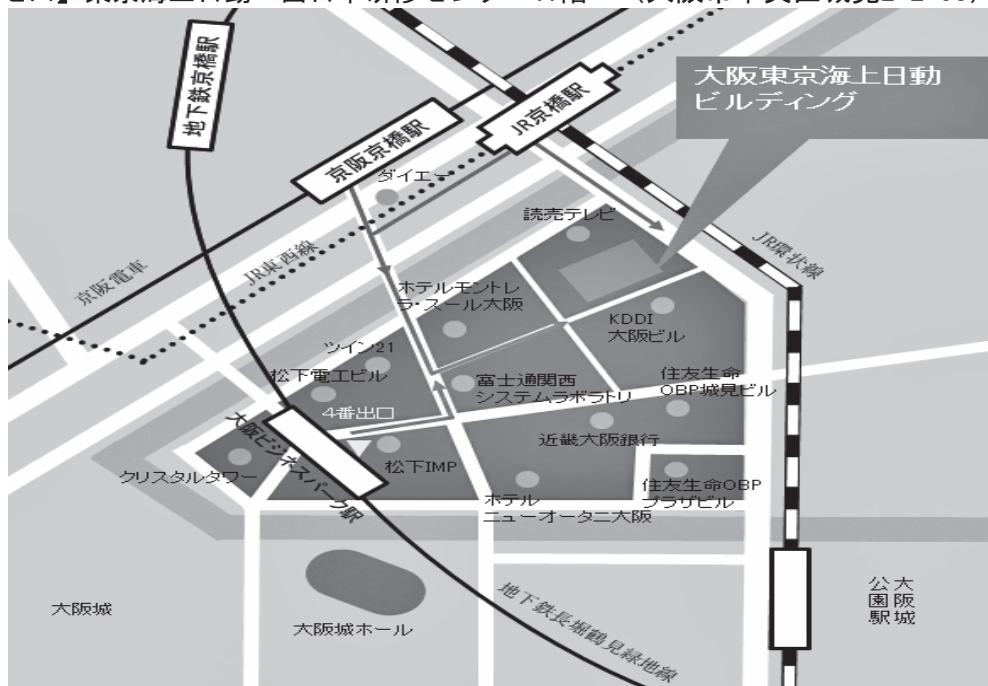 地下鉄京橋駅
京阪京橋駅
JR京橋駅
大阪東京海上日動
ビルディング
ダイエー
読売テレビ
京阪電車
JR東西線
JR環状線
ホテルモントレ
ラ・スール大阪
KDDI
大阪ビル
ツイン21
松下電工ビル
富士通関西
システムラボラトリ
住友生命
OBP城見ビル
4番出口
大阪ビジネスパーク駅
近畿大阪銀行
松下IMP
クリスタルタワー
住友生命OBP
プラザビル
ホテル
ニューオータニ大阪
大阪城
大阪城ホール
地下鉄長堀鶴見緑地線
大阪城
公園駅